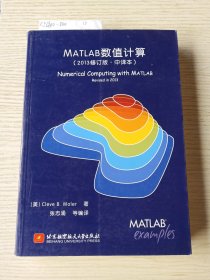 MATLAB数值计算
(2013修订版·中译本)
Numerical Computing with MATLAB
Revised in 2013
[美] Cleve B. Moler 著
张志涌 等编译
MATLAB
examples
北京航空航天大学出版社
BEIHANG UNIVERSITY PRESS